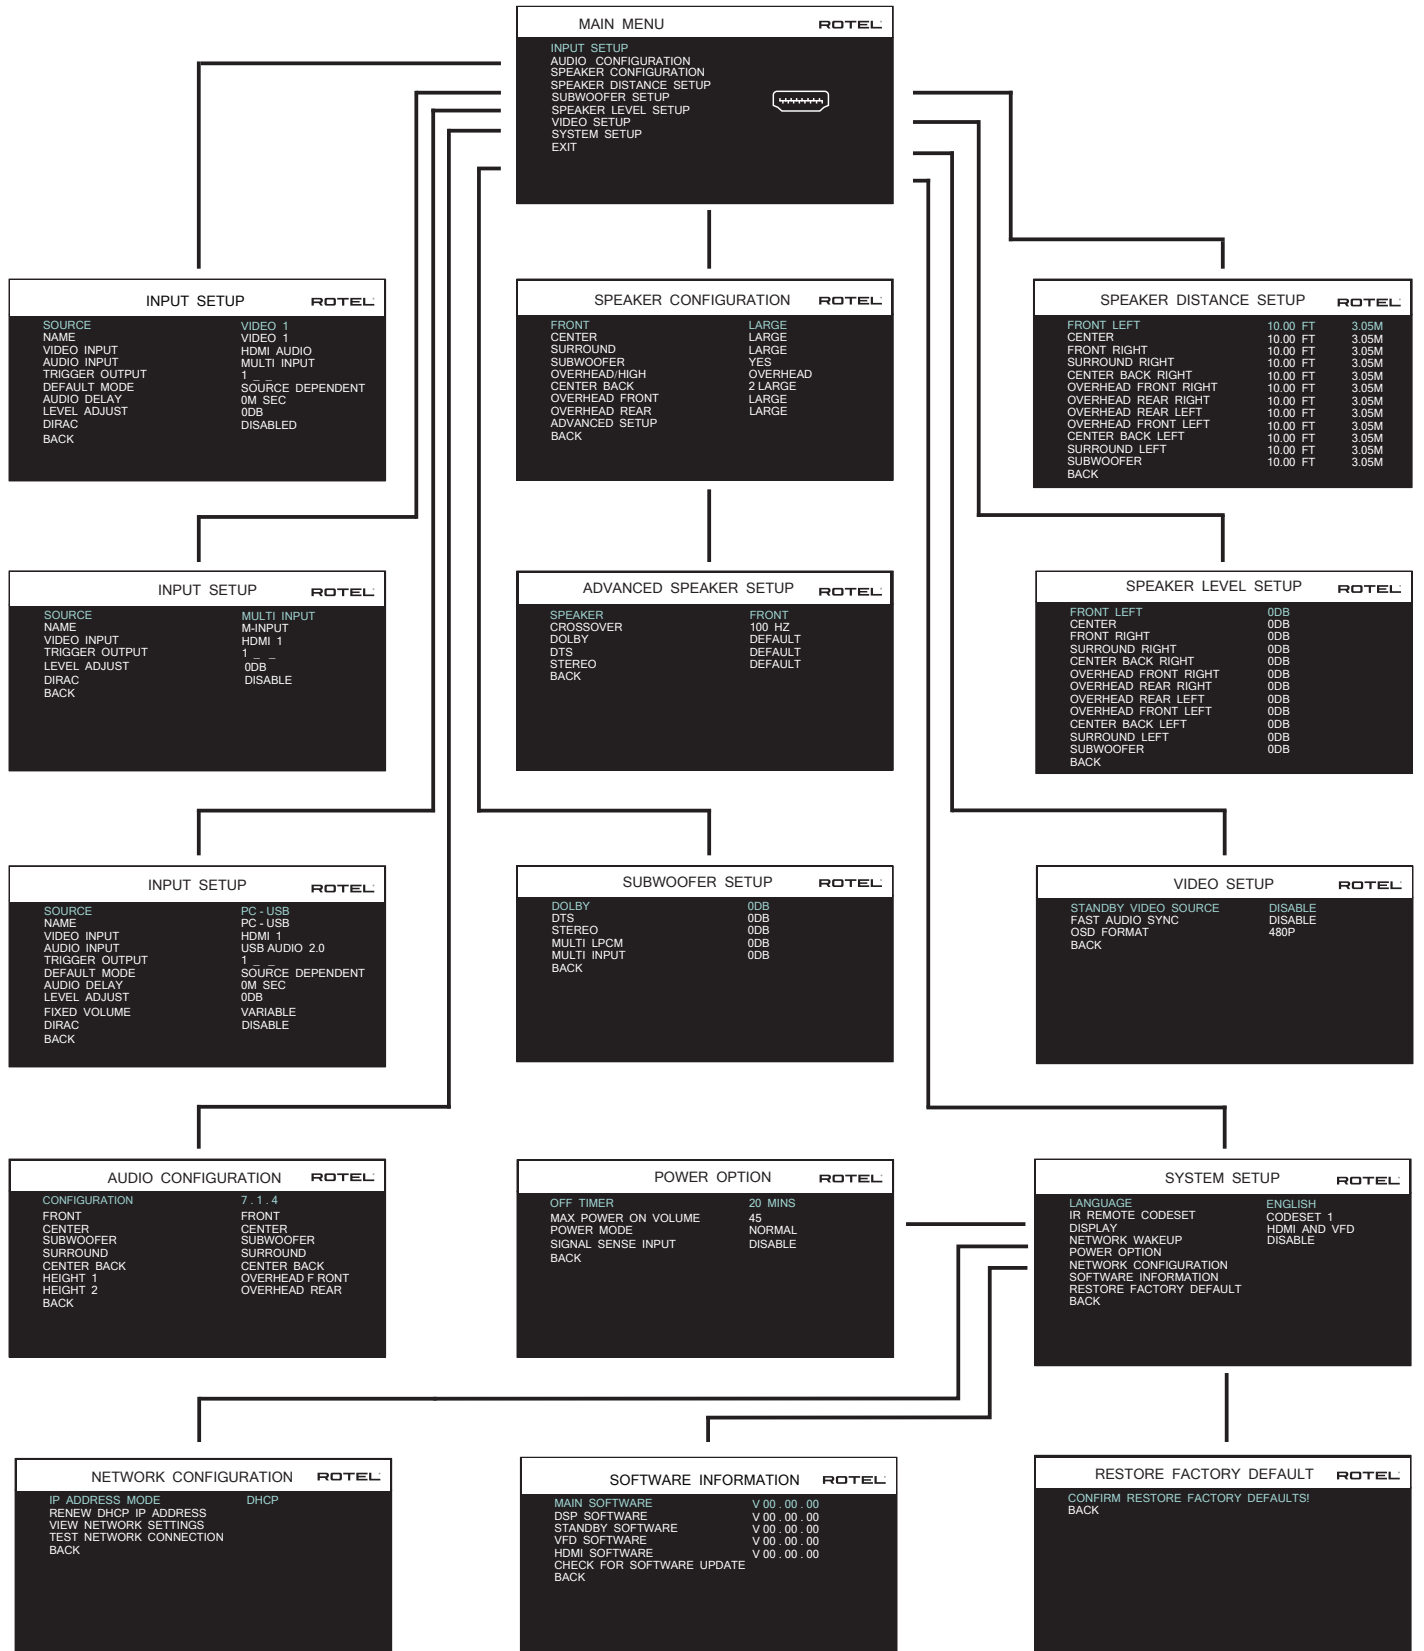 MAIN MENU ROTEL
INPUT SETUP
AUDIO CONFIGURATION
SPEAKER CONFIGURATION
SPEAKER DISTANCE SETUP
SUBWOOFER SETUP
SPEAKER LEVEL SETUP
VIDEO SETUP
SYSTEM SETUP
EXIT
INPUT SETUP ROTEL
SOURCE VIDEO 1
NAME VIDEO 1
VIDEO INPUT HDMI AUDIO
AUDIO INPUT MULTI INPUT
TRIGGER OUTPUT 1 _ _
DEFAULT MODE SOURCE DEPENDENT
AUDIO DELAY 0M SEC
LEVEL ADJUST 0DB
DIRAC DISABLED
BACK
SPEAKER CONFIGURATION ROTEL
FRONT LARGE
CENTER LARGE
SURROUND LARGE
SUBWOOFER YES
OVERHEAD/HIGH OVERHEAD
CENTER BACK 2 LARGE
OVERHEAD FRONT LARGE
OVERHEAD REAR LARGE
ADVANCED SETUP
BACK
SPEAKER DISTANCE SETUP ROTEL
FRONT LEFT 10.00 FT 3.05M
CENTER 10.00 FT 3.05M
FRONT RIGHT 10.00 FT 3.05M
SURROUND RIGHT 10.00 FT 3.05M
CENTER BACK RIGHT 10.00 FT 3.05M
OVERHEAD FRONT RIGHT 10.00 FT 3.05M
OVERHEAD REAR RIGHT 10.00 FT 3.05M
OVERHEAD REAR LEFT 10.00 FT 3.05M
OVERHEAD FRONT LEFT 10.00 FT 3.05M
CENTER BACK LEFT 10.00 FT 3.05M
SURROUND LEFT 10.00 FT 3.05M
SUBWOOFER 10.00 FT 3.05M
BACK
INPUT SETUP ROTEL
SOURCE MULTI INPUT
NAME M-INPUT
VIDEO INPUT HDMI 1
TRIGGER OUTPUT 1 _ _
LEVEL ADJUST 0DB
DIRAC DISABLE
BACK
ADVANCED SPEAKER SETUP ROTEL
SPEAKER FRONT
CROSSOVER 100 HZ
DOLBY DEFAULT
DTS DEFAULT
STEREO DEFAULT
BACK
SPEAKER LEVEL SETUP ROTEL
FRONT LEFT 0DB
CENTER 0DB
FRONT RIGHT 0DB
SURROUND RIGHT 0DB
CENTER BACK RIGHT 0DB
OVERHEAD FRONT RIGHT 0DB
OVERHEAD REAR RIGHT 0DB
OVERHEAD REAR LEFT 0DB
OVERHEAD FRONT LEFT 0DB
CENTER BACK LEFT 0DB
SURROUND LEFT 0DB
SUBWOOFER 0DB
BACK
INPUT SETUP ROTEL
SOURCE PC - USB
NAME PC - USB
VIDEO INPUT HDMI 1
AUDIO INPUT USB AUDIO 2.0
TRIGGER OUTPUT 1 _ _
DEFAULT MODE SOURCE DEPENDENT
AUDIO DELAY 0M SEC
LEVEL ADJUST 0DB
FIXED VOLUME VARIABLE
DIRAC DISABLE
BACK
SUBWOOFER SETUP ROTEL
DOLBY 0DB
DTS 0DB
STEREO 0DB
MULTI LPCM 0DB
MULTI INPUT 0DB
BACK
VIDEO SETUP ROTEL
STANDBY VIDEO SOURCE DISABLE
FAST AUDIO SYNC DISABLE
OSD FORMAT 480P
BACK
AUDIO CONFIGURATION ROTEL
CONFIGURATION 7 . 1 . 4
FRONT FRONT
CENTER CENTER
SUBWOOFER SUBWOOFER
SURROUND SURROUND
CENTER BACK CENTER BACK
HEIGHT 1 OVERHEAD F RONT
HEIGHT 2 OVERHEAD REAR
BACK
POWER OPTION ROTEL
OFF TIMER 20 MINS
MAX POWER ON VOLUME 45
POWER MODE NORMAL
SIGNAL SENSE INPUT DISABLE
BACK
SYSTEM SETUP ROTEL
LANGUAGE ENGLISH
IR REMOTE CODESET CODESET 1
DISPLAY HDMI AND VFD
NETWORK WAKEUP DISABLE
POWER OPTION
NETWORK CONFIGURATION
SOFTWARE INFORMATION
RESTORE FACTORY DEFAULT
BACK
NETWORK CONFIGURATION ROTEL
IP ADDRESS MODE DHCP
RENEW DHCP IP ADDRESS
VIEW NETWORK SETTINGS
TEST NETWORK CONNECTION
BACK
SOFTWARE INFORMATION ROTEL
MAIN SOFTWARE V 00 . 00 . 00
DSP SOFTWARE V 00 . 00 . 00
STANDBY SOFTWARE V 00 . 00 . 00
VFD SOFTWARE V 00 . 00 . 00
HDMI SOFTWARE V 00 . 00 . 00
CHECK FOR SOFTWARE UPDATE
BACK
RESTORE FACTORY DEFAULT ROTEL
CONFIRM RESTORE FACTORY DEFAULTS!
BACK